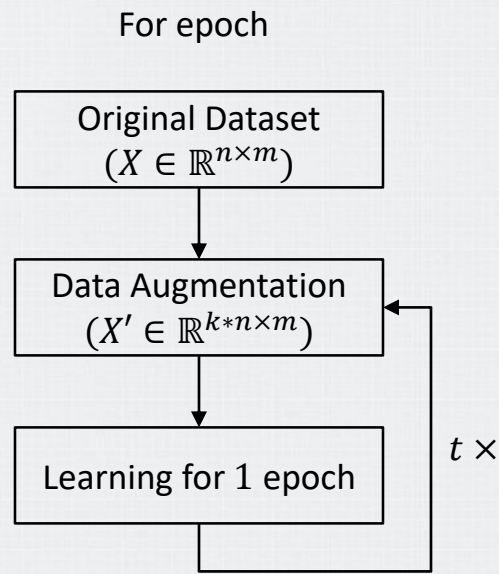 For epoch
Original Dataset
(𝑋 ∈ ℝ^{𝑛×𝑚})
Data Augmentation
(𝑋′ ∈ ℝ^{𝑘∗𝑛×𝑚})
Learning for 1 epoch
𝑡 ×